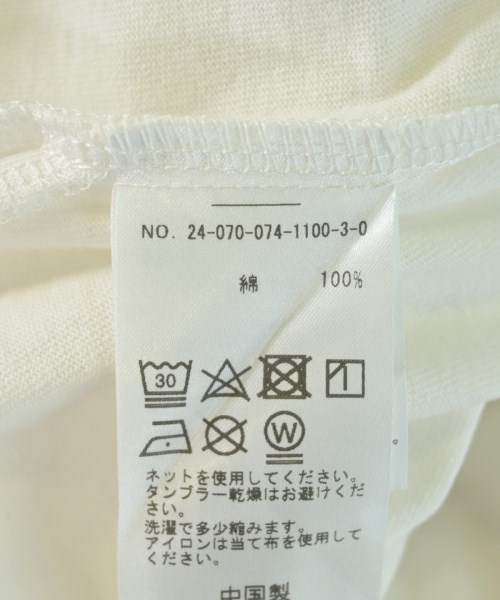 NO. 24-070-074-1100-3-0
綿 100%
30
W
ネットを使用してください。
タンブラー乾燥はお避けくだ
さい。
洗濯で多少縮みます。
アイロンは当て布を使用して
ください。
中国製